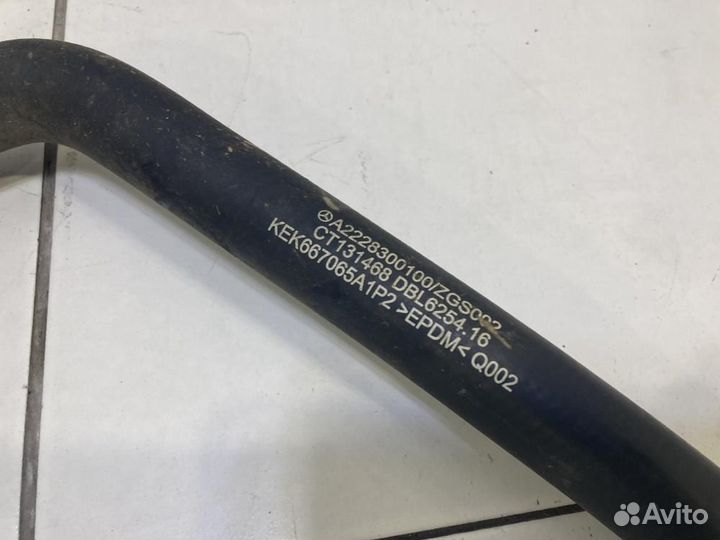 A2228300100/ZGS002
CT131468 DBL6254.16
KEK667065A1P2 >EPDM< Q002
Avito